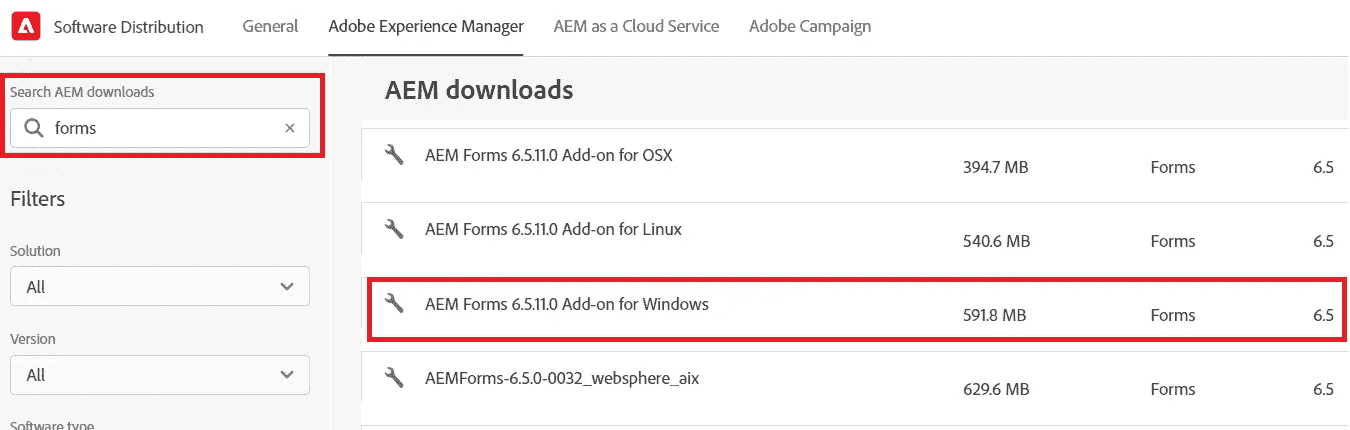 Software Distribution
General
Adobe Experience Manager
AEM as a Cloud Service
Adobe Campaign
Search AEM downloads
forms
Filters
Solution
All
Version
All
Software type
AEM downloads
AEM Forms 6.5.11.0 Add-on for OSX 394.7 MB Forms 6.5
AEM Forms 6.5.11.0 Add-on for Linux 540.6 MB Forms 6.5
AEM Forms 6.5.11.0 Add-on for Windows 591.8 MB Forms 6.5
AEMForms-6.5.0-0032_websphere_aix 629.6 MB Forms 6.5